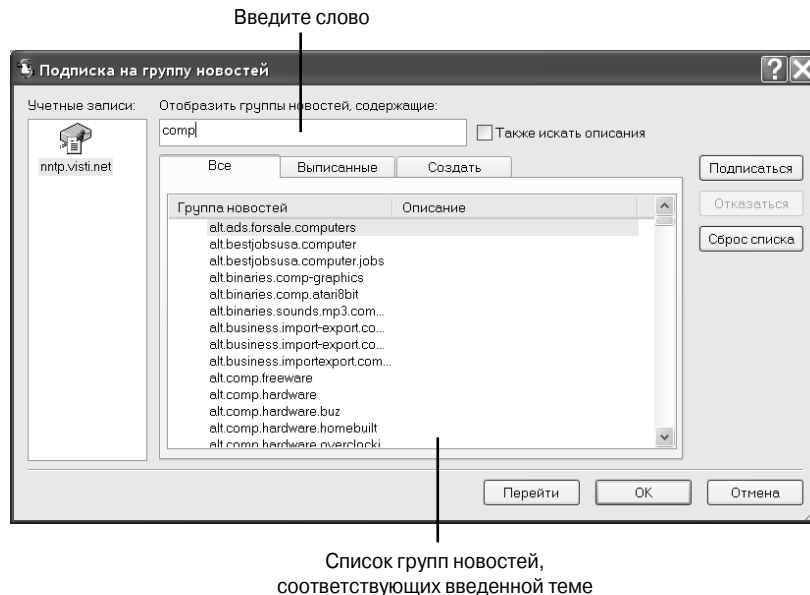 Введите слово
Подписка на группу новостей
Учетные записи:
Отобразить группы новостей, содержащие:
comp
Также искать описания
nntp.visti.net
Все
Выписанные
Создать
Подписаться
Отказаться
Сброс списка
Группа новостей
Описание
alt.ads.forsale.computers
alt.bestjobsusa.computer
alt.bestjobsusa.computer.jobs
alt.binaries.comp-graphics
alt.binaries.comp.atari8bit
alt.binaries.sounds.mp3.com...
alt.business.import-export.co...
alt.business.import-export.co...
alt.business.importexport.com...
alt.comp.freeware
alt.comp.hardware
alt.comp.hardware.buz
alt.comp.hardware.homebuilt
alt.comp.hardware.overclocki
Перейти
OK
Отмена
Список групп новостей,
соответствующих введенной теме